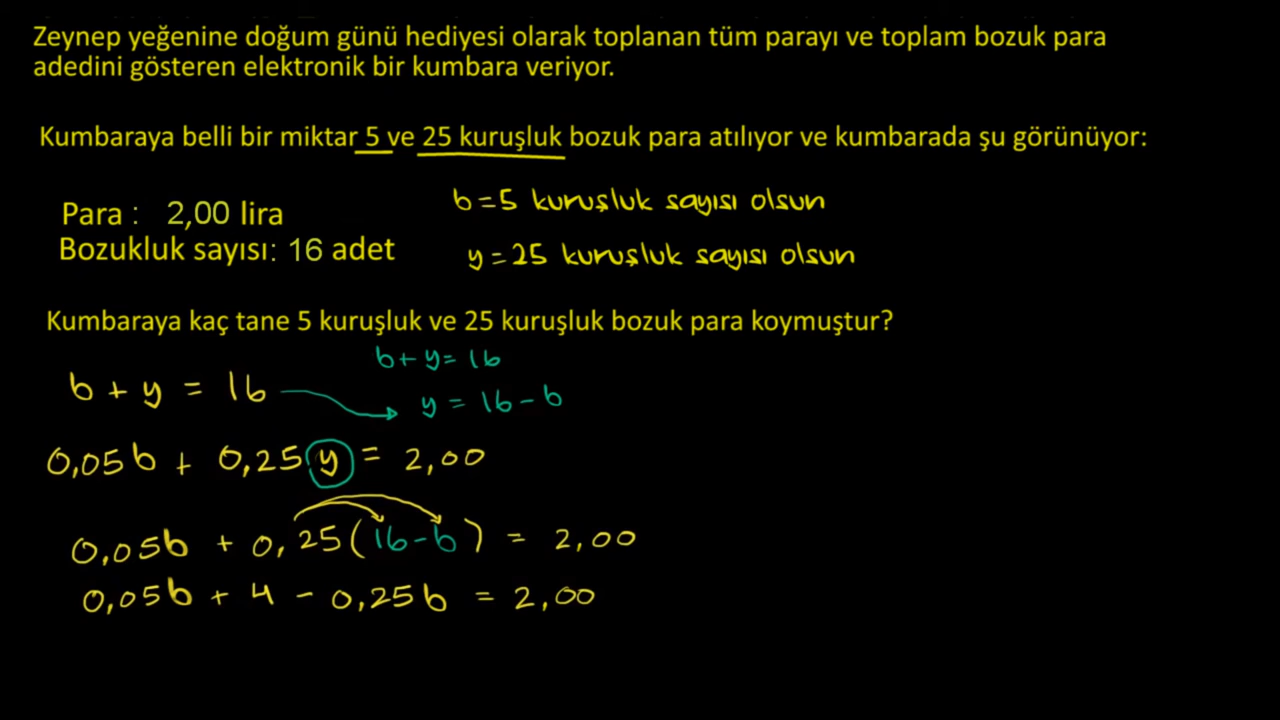 Zeynep yeğenine doğum günü hediyesi olarak toplanan tüm parayı ve toplam bozuk para
adedini gösteren elektronik bir kumbara veriyor.
Kumbaraya belli bir miktar 5 ve 25 kuruşluk bozuk para atılıyor ve kumbarada şu görünüyor:
Para : 2,00 lira
Bozukluk sayısı: 16 adet
b = 5 kuruşluk sayısı olsun
y = 25 kuruşluk sayısı olsun
Kumbaraya kaç tane 5 kuruşluk ve 25 kuruşluk bozuk para koymuştur?
b + y = 16
b + y = 16
y = 16 - b
0,05b + 0,25 y = 2,00
0,05b + 0,25 (16-b) = 2,00
0,05b + 4 - 0,25b = 2,00